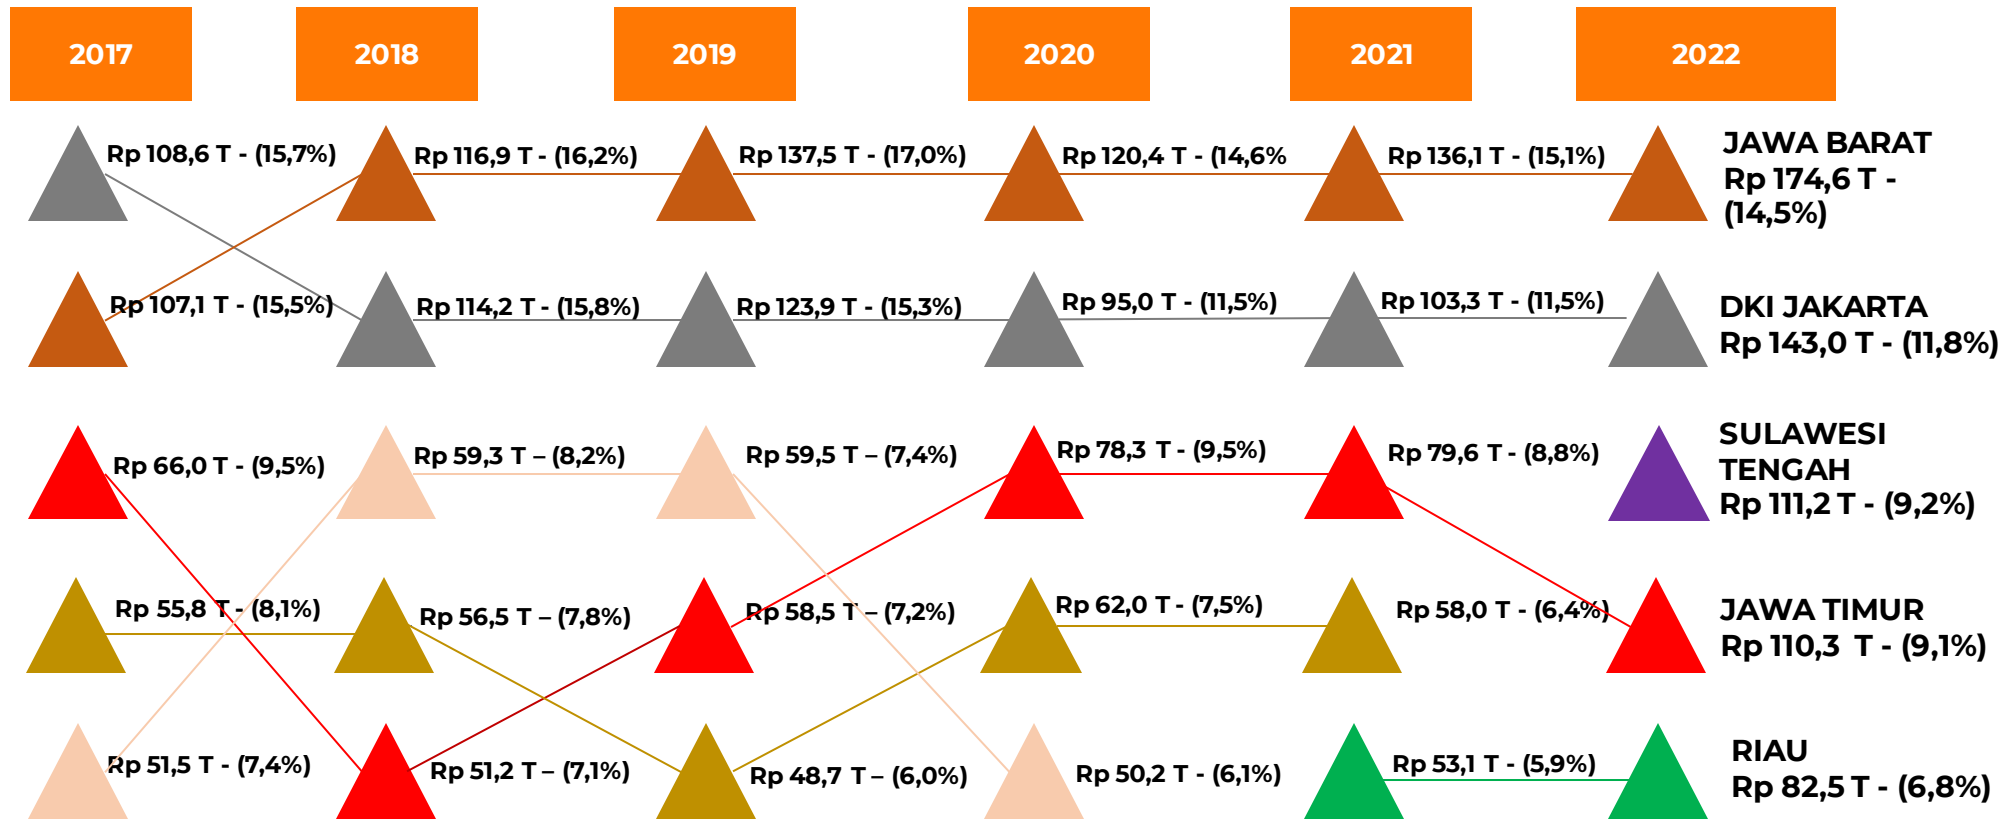 2017
2018
2019
2020
2021
2022
Rp 108,6 T - (15,7%)
Rp 116,9 T - (16,2%)
Rp 137,5 T - (17,0%)
Rp 120,4 T - (14,6%
Rp 136,1 T - (15,1%)
JAWA BARAT
Rp 174,6 T -
(14,5%)
Rp 107,1 T - (15,5%)
Rp 114,2 T - (15,8%)
Rp 123,9 T - (15,3%)
Rp 95,0 T - (11,5%)
Rp 103,3 T - (11,5%)
DKI JAKARTA
Rp 143,0 T - (11,8%)
Rp 66,0 T - (9,5%)
Rp 59,3 T – (8,2%)
Rp 59,5 T – (7,4%)
Rp 78,3 T - (9,5%)
Rp 79,6 T - (8,8%)
SULAWESI
TENGAH
Rp 111,2 T - (9,2%)
Rp 55,8 T - (8,1%)
Rp 56,5 T – (7,8%)
Rp 58,5 T – (7,2%)
Rp 62,0 T - (7,5%)
Rp 58,0 T - (6,4%)
JAWA TIMUR
Rp 110,3 T - (9,1%)
Rp 51,5 T - (7,4%)
Rp 51,2 T – (7,1%)
Rp 48,7 T – (6,0%)
Rp 50,2 T - (6,1%)
Rp 53,1 T - (5,9%)
RIAU
Rp 82,5 T - (6,8%)